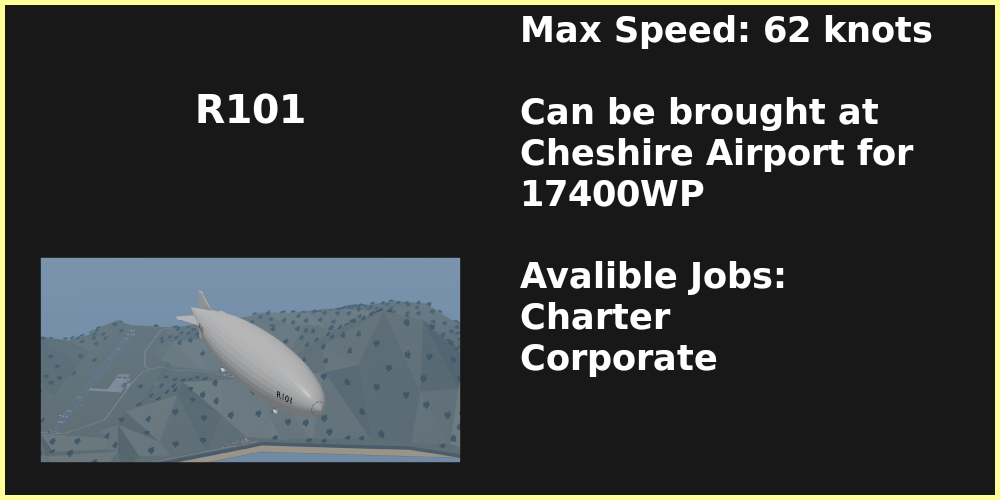 R101
Max Speed: 62 knots
Can be brought at
Cheshire Airport for
17400WP
Avalible Jobs:
Charter
Corporate
R101